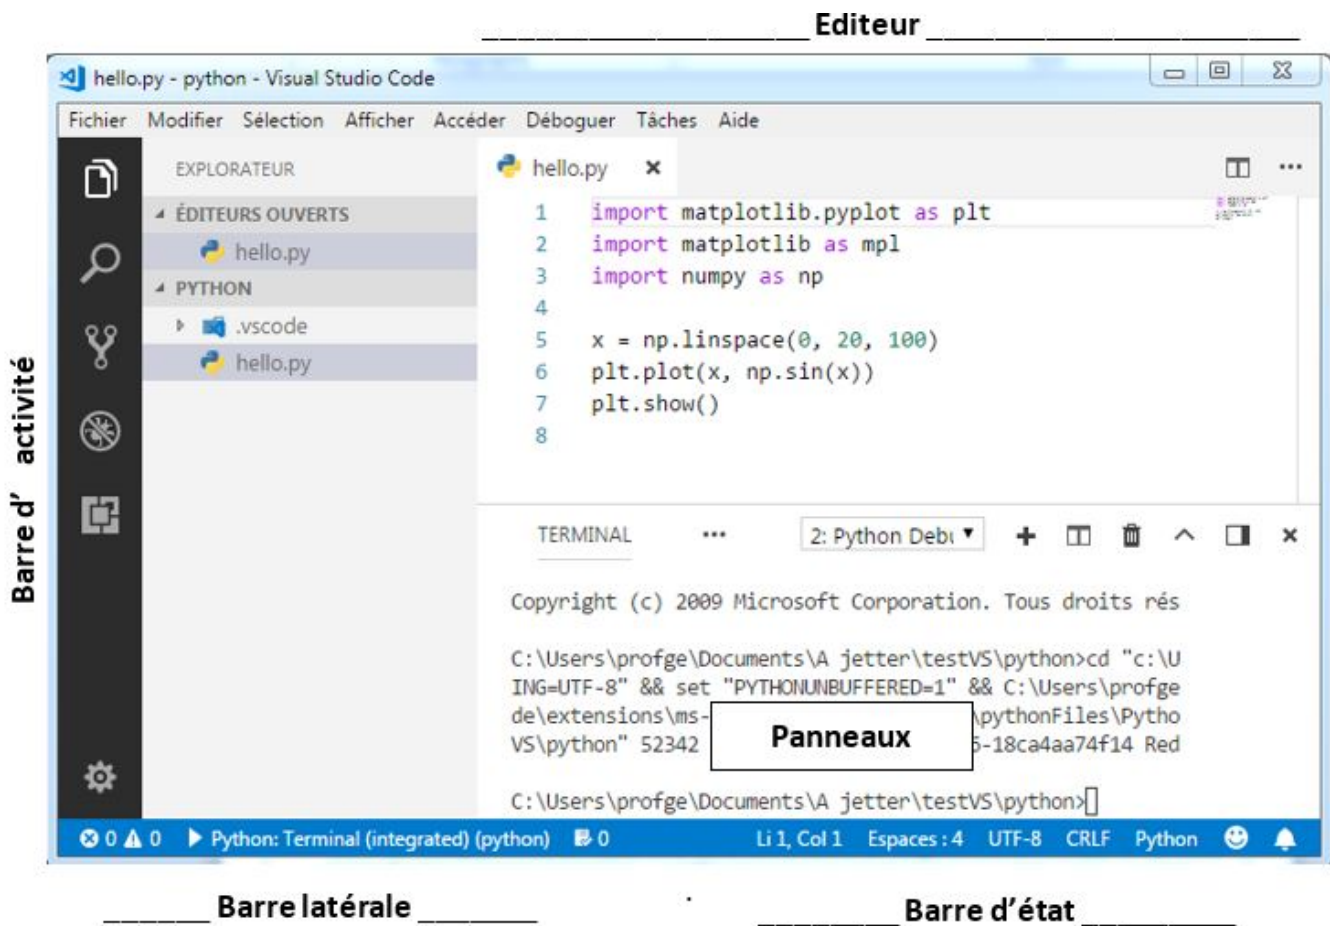 Editeur
hello.py - python - Visual Studio Code
Fichier Modifier Sélection Afficher Accéder Déboguer Tâches Aide
EXPLORATEUR
ÉDITEURS OUVERTS
hello.py
PYTHON
.vscode
hello.py
hello.py
1 import matplotlib.pyplot as plt
2 import matplotlib as mpl
3 import numpy as np
4
5 x = np.linspace(0, 20, 100)
6 plt.plot(x, np.sin(x))
7 plt.show()
8
Barre d' activité
TERMINAL ••• 2: Python Debu
Copyright (c) 2009 Microsoft Corporation. Tous droits rés
C:\Users\profge\Documents\A jetter\testVS\python>cd "c:\U
ING=UTF-8" && set "PYTHONUNBUFFERED=1" && C:\Users\profge
de\extensions\ms- \pythonFiles\Pytho
VS\python" 52342 -18ca4aa74f14 Red
Panneaux
C:\Users\profge\Documents\A jetter\testVS\python>
0 0 Python: Terminal (integrated) (python) 0 Li 1, Col 1 Espaces : 4 UTF-8 CRLF Python
Barre latérale
Barre d'état